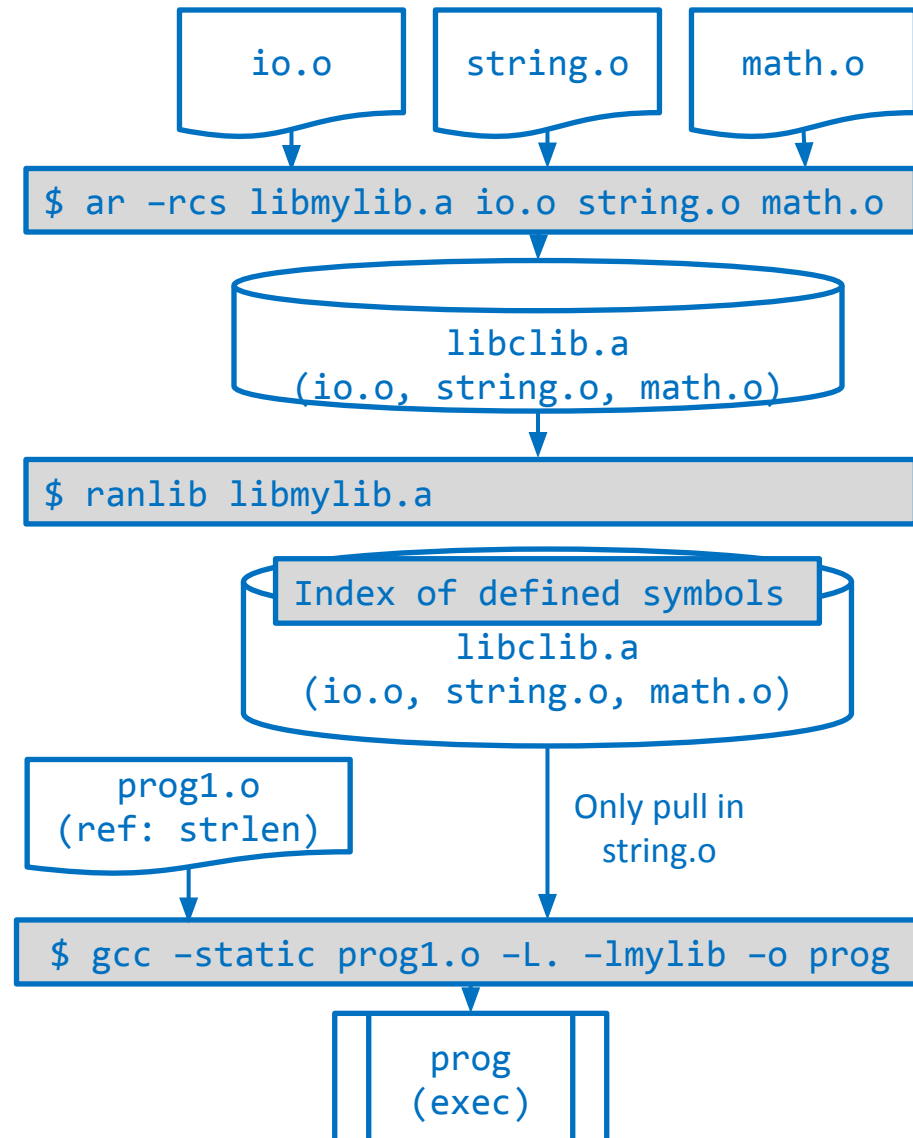 io.o
string.o
math.o
$ ar –rcs libmylib.a io.o string.o math.o
libclib.a
(io.o, string.o, math.o)
$ ranlib libmylib.a
Index of defined symbols
libclib.a
(io.o, string.o, math.o)
prog1.o
(ref: strlen)
Only pull in
string.o
$ gcc –static prog1.o –L. –lmylib –o prog
prog
(exec)